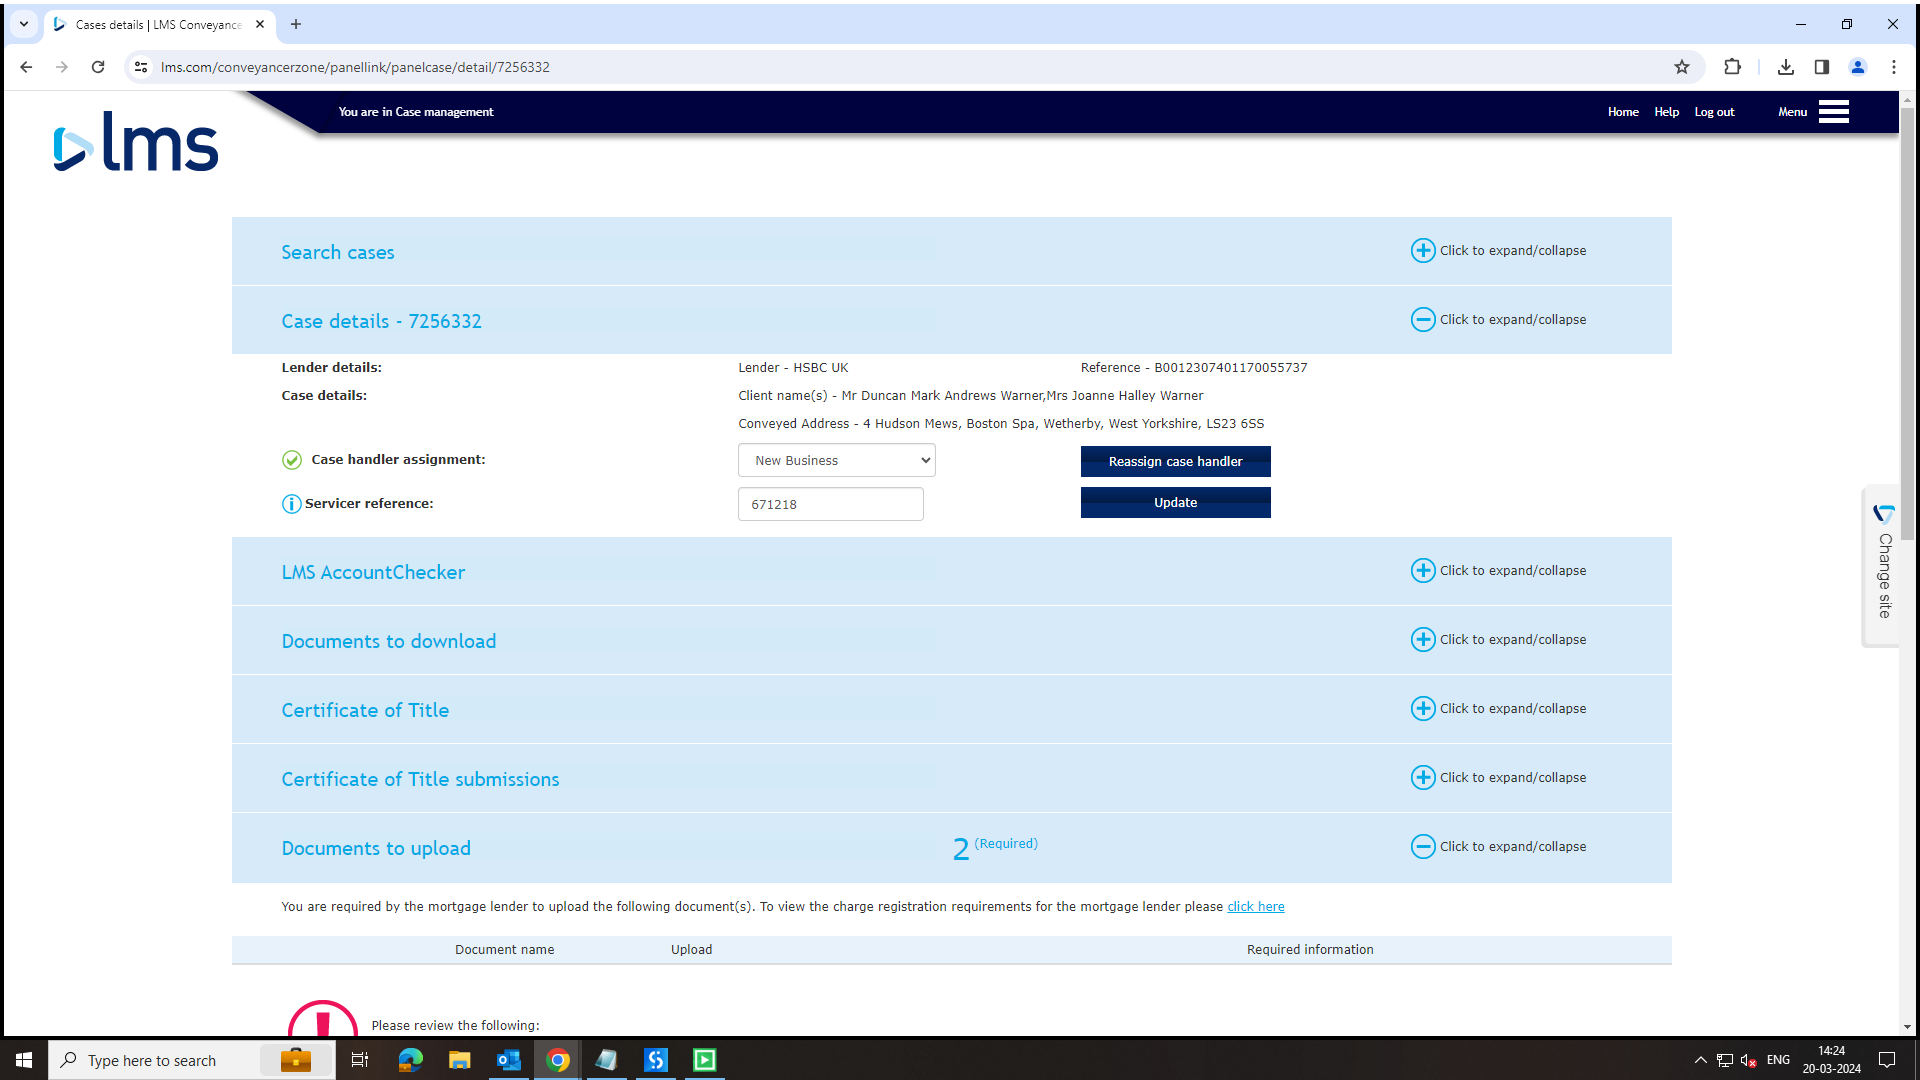 Cases details | LMS Conveyance
lms.com/conveyancerzone/panellink/panelcase/detail/7256332
You are in Case management
Home Help Log out Menu
lms
Search cases Click to expand/collapse
Case details - 7256332 Click to expand/collapse
Lender details: Lender - HSBC UK Reference - B0012307401170055737
Case details: Client name(s) - Mr Duncan Mark Andrews Warner,Mrs Joanne Halley Warner
Conveyed Address - 4 Hudson Mews, Boston Spa, Wetherby, West Yorkshire, LS23 6SS
Case handler assignment: New Business Reassign case handler
Servicer reference: 671218 Update
Change site
LMS AccountChecker Click to expand/collapse
Documents to download Click to expand/collapse
Certificate of Title Click to expand/collapse
Certificate of Title submissions Click to expand/collapse
Documents to upload 2 (Required) Click to expand/collapse
You are required by the mortgage lender to upload the following document(s). To view the charge registration requirements for the mortgage lender please click here
Document name Upload Required information
Please review the following:
Type here to search
ENG
14:24
20-03-2024